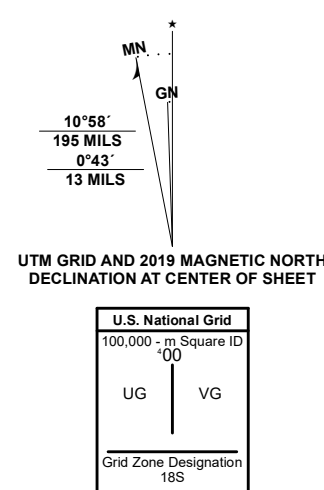 ★
MN
GN
10°58´
195 MILS
0°43´
13 MILS
UTM GRID AND 2019 MAGNETIC NORTH
DECLINATION AT CENTER OF SHEET
U.S. National Grid
100,000 - m Square ID
⁴00
UG VG
Grid Zone Designation
18S